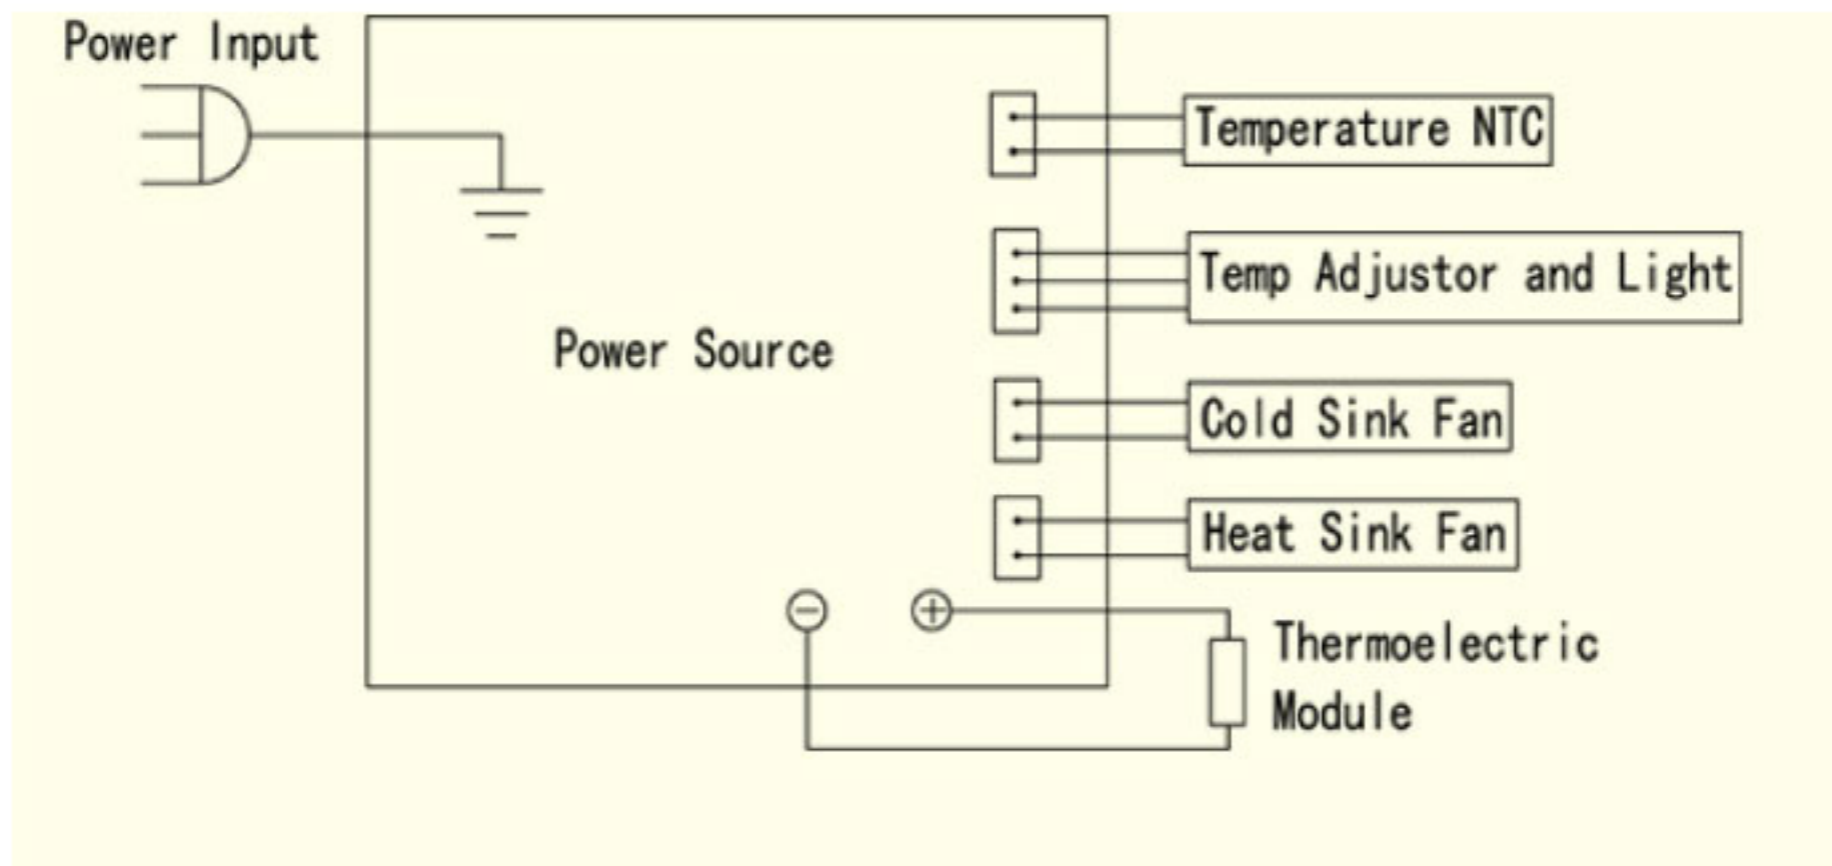 Power Input
Temperature NTC
Temp Adjustor and Light
Power Source
Cold Sink Fan
Heat Sink Fan
Thermoelectric
Module